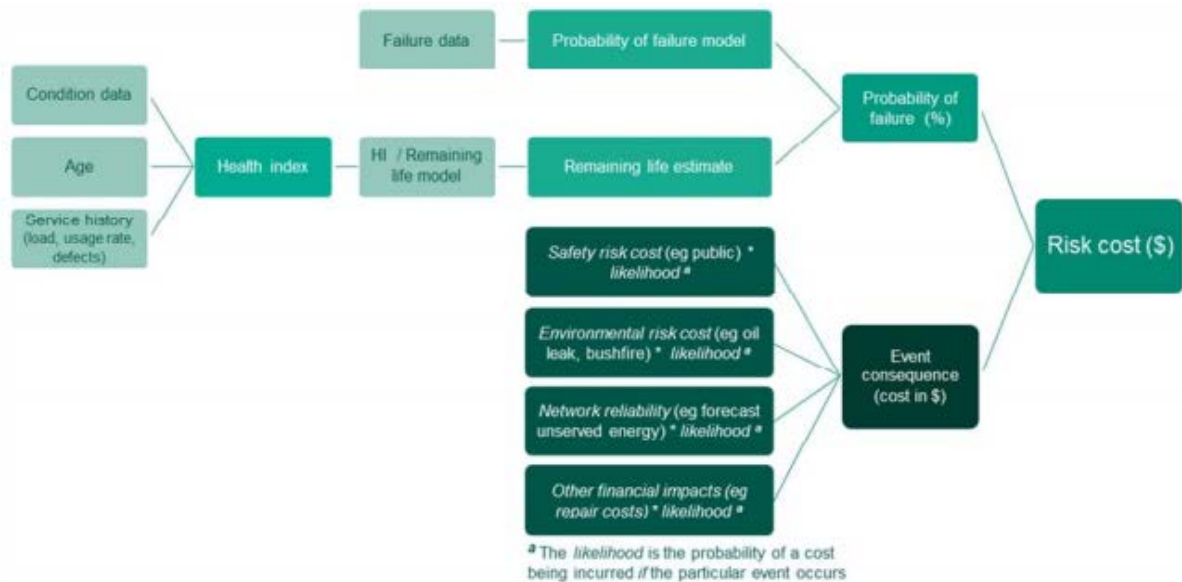 Failure data
Probability of failure model
Condition data
Probability of
failure (%)
Age
Health index
HI / Remaining
life model
Remaining life estimate
Service history
(load, usage rate,
defects)
Safety risk cost (eg public) *
likelihood a
Risk cost ($)
Environmental risk cost (eg oil
leak, bushfire) * likelihood a
Event
consequence
(cost in $)
Network reliability (eg forecast
unserved energy) * likelihood a
Other financial impacts (eg
repair costs) * likelihood a
a The likelihood is the probability of a cost
being incurred if the particular event occurs